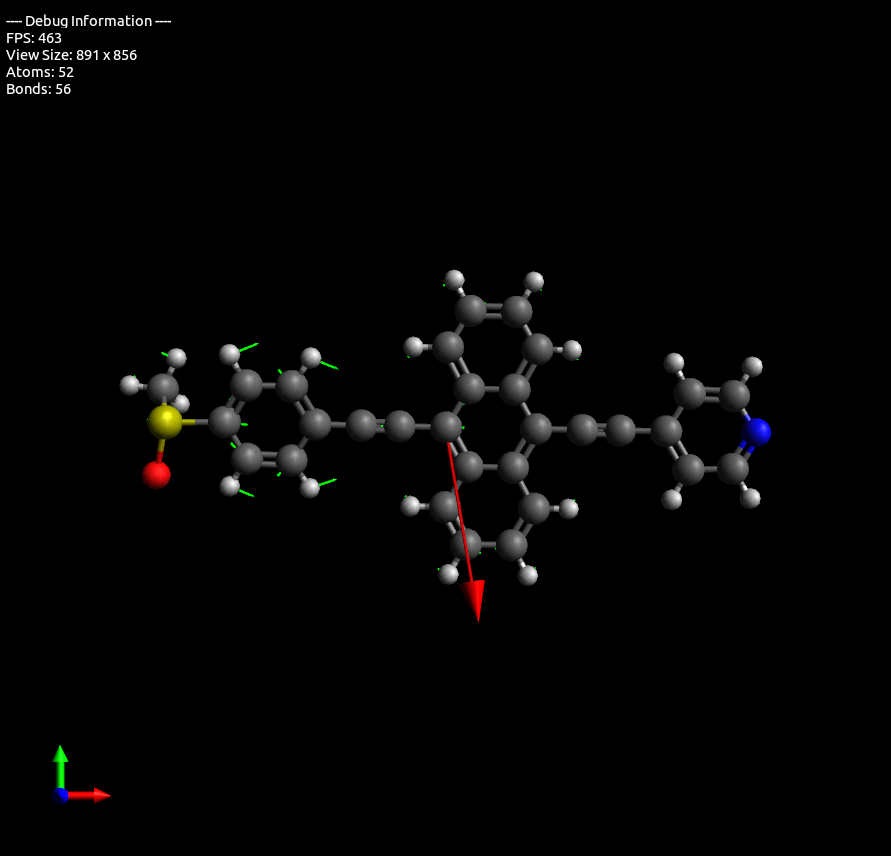 ---- Debug Information ----
FPS: 463
View Size: 891 x 856
Atoms: 52
Bonds: 56